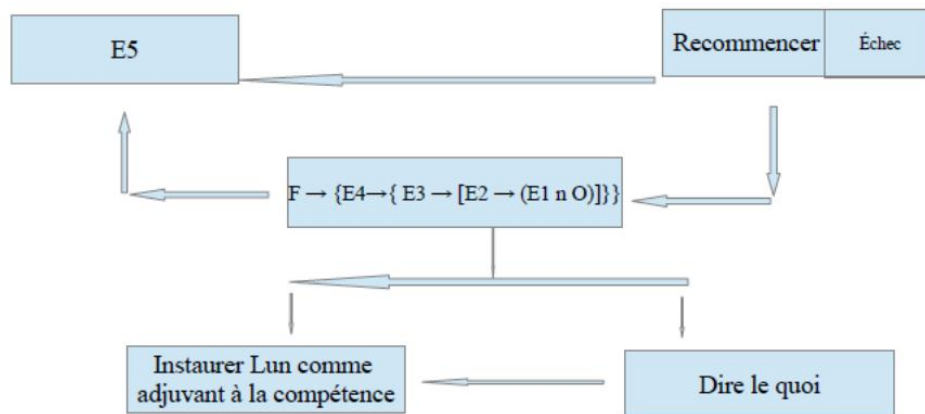 E5
Recommencer
Échec
F → {E4→{ E3 → [E2 → (E1 n O)]}}
Instaurer Lun comme
adjuvant à la compétence
Dire le quoi